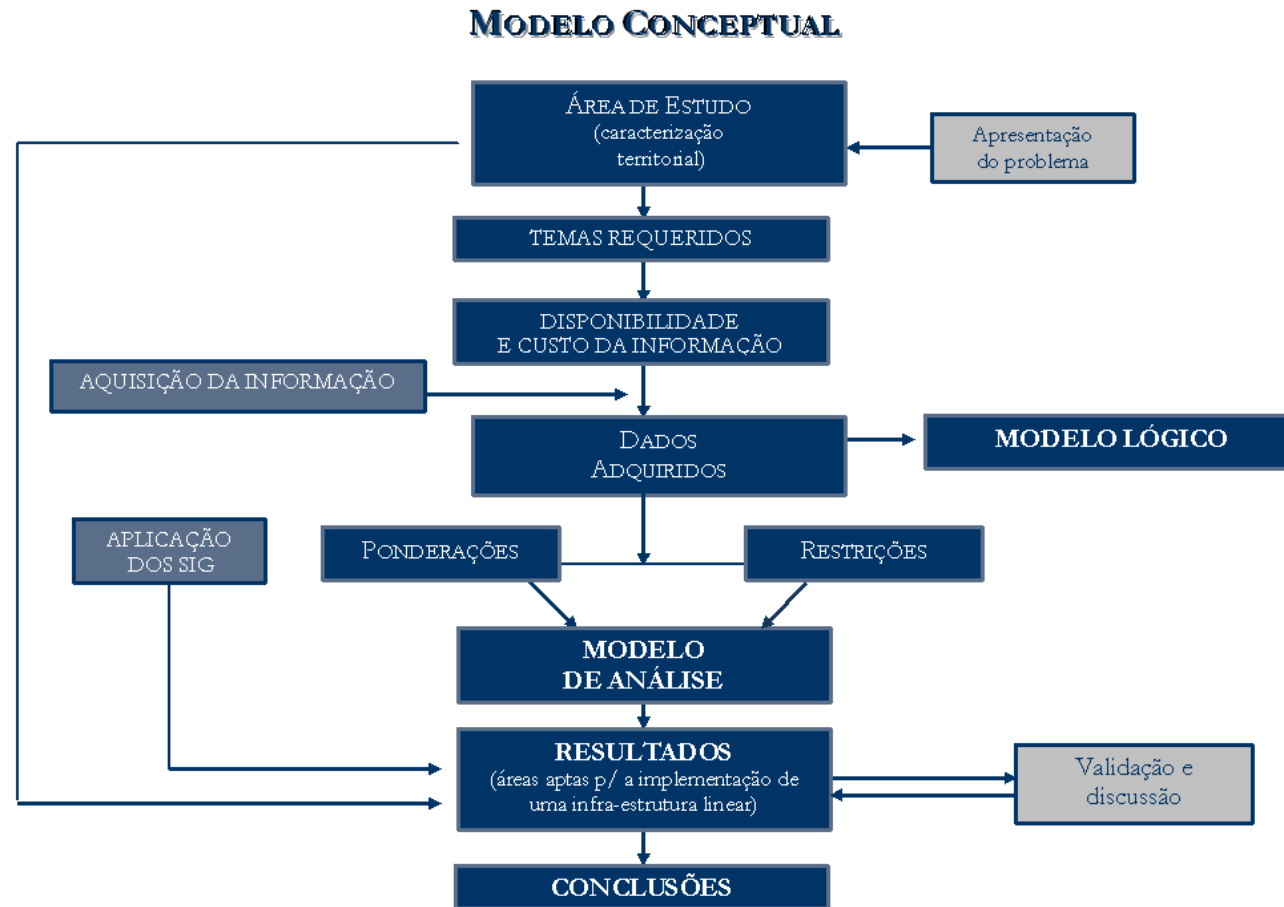 MODELO CONCEPTUAL
ÁREA DE ESTUDO
(caracterização
territorial)
Apresentação
do problema
TEMAS REQUERIDOS
DISPONIBILIDADE
E CUSTO DA INFORMAÇÃO
AQUISIÇÃO DA INFORMAÇÃO
DADOS
ADQUIRIDOS
MODELO LÓGICO
APLICAÇÃO
DOS SIG
PONDERAÇÕES
RESTRIÇÕES
MODELO
DE ANÁLISE
RESULTADOS
(áreas aptas p/ a implementação de
uma infra-estrutura linear)
Validação e
discussão
CONCLUSÕES